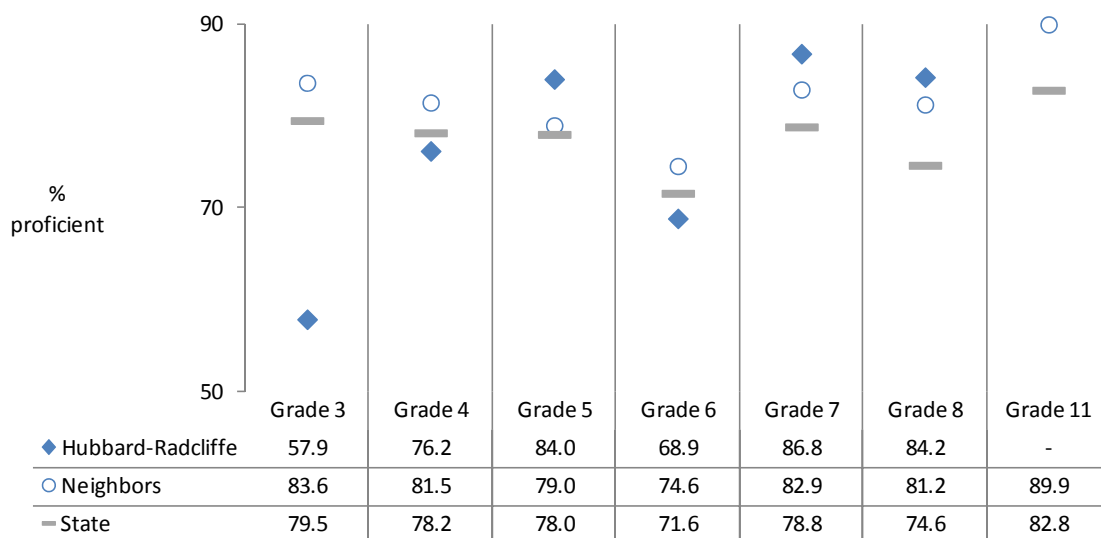 90
70
50
%
proficient
Grade 3 Grade 4 Grade 5 Grade 6 Grade 7 Grade 8 Grade 11
Hubbard-Radcliffe 57.9 76.2 84.0 68.9 86.8 84.2 -
Neighbors 83.6 81.5 79.0 74.6 82.9 81.2 89.9
State 79.5 78.2 78.0 71.6 78.8 74.6 82.8